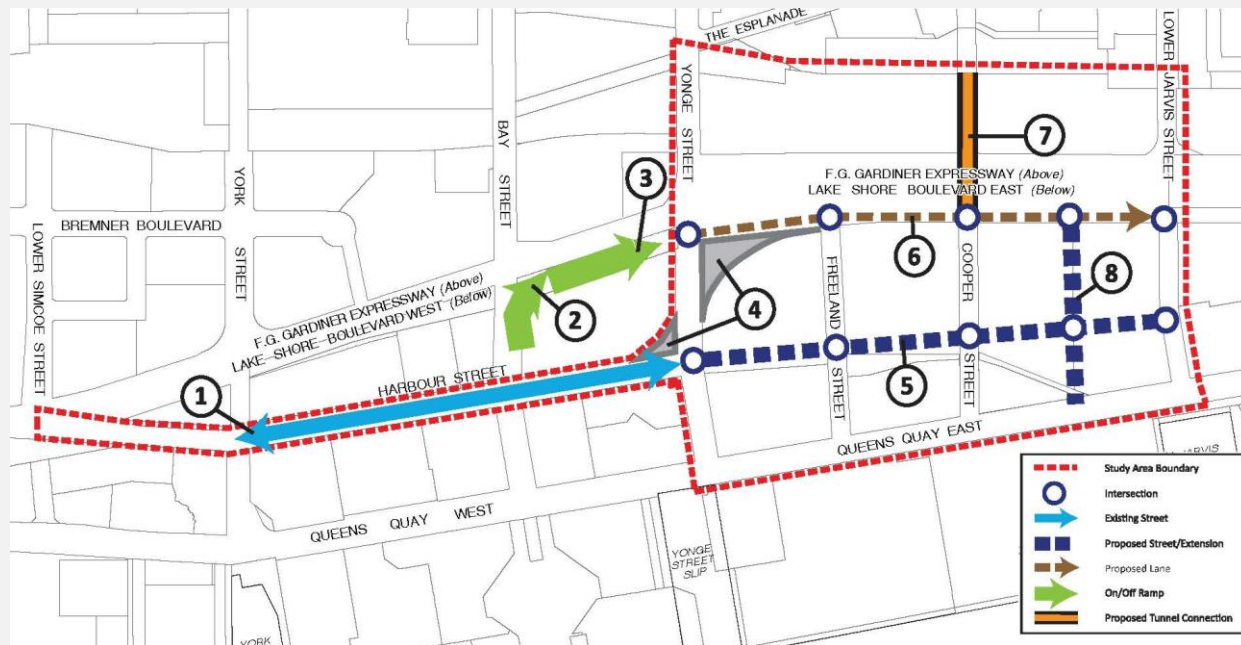 THE ESPLANADE
YONGE STREET
LOWER JARVIS STREET
BAY STREET
YORK STREET
LOWER SIMCOE STREET
BREMNER BOULEVARD
7
3
F.G. GARDINER EXPRESSWAY (Above)
LAKE SHORE BOULEVARD EAST (Below)
6
COOPER STREET
FREELAND STREET
8
2
4
F.G. GARDINER EXPRESSWAY (Above)
LAKE SHORE BOULEVARD WEST (Below)
5
HARBOUR STREET
1
QUEENS QUAY EAST
QUEENS QUAY WEST
YONGE
STREET
SLIP
JARVIS
YORK
Study Area Boundary
Intersection
Existing Street
Proposed Street/Extension
Proposed Lane
On/Off Ramp
Proposed Tunnel Connection